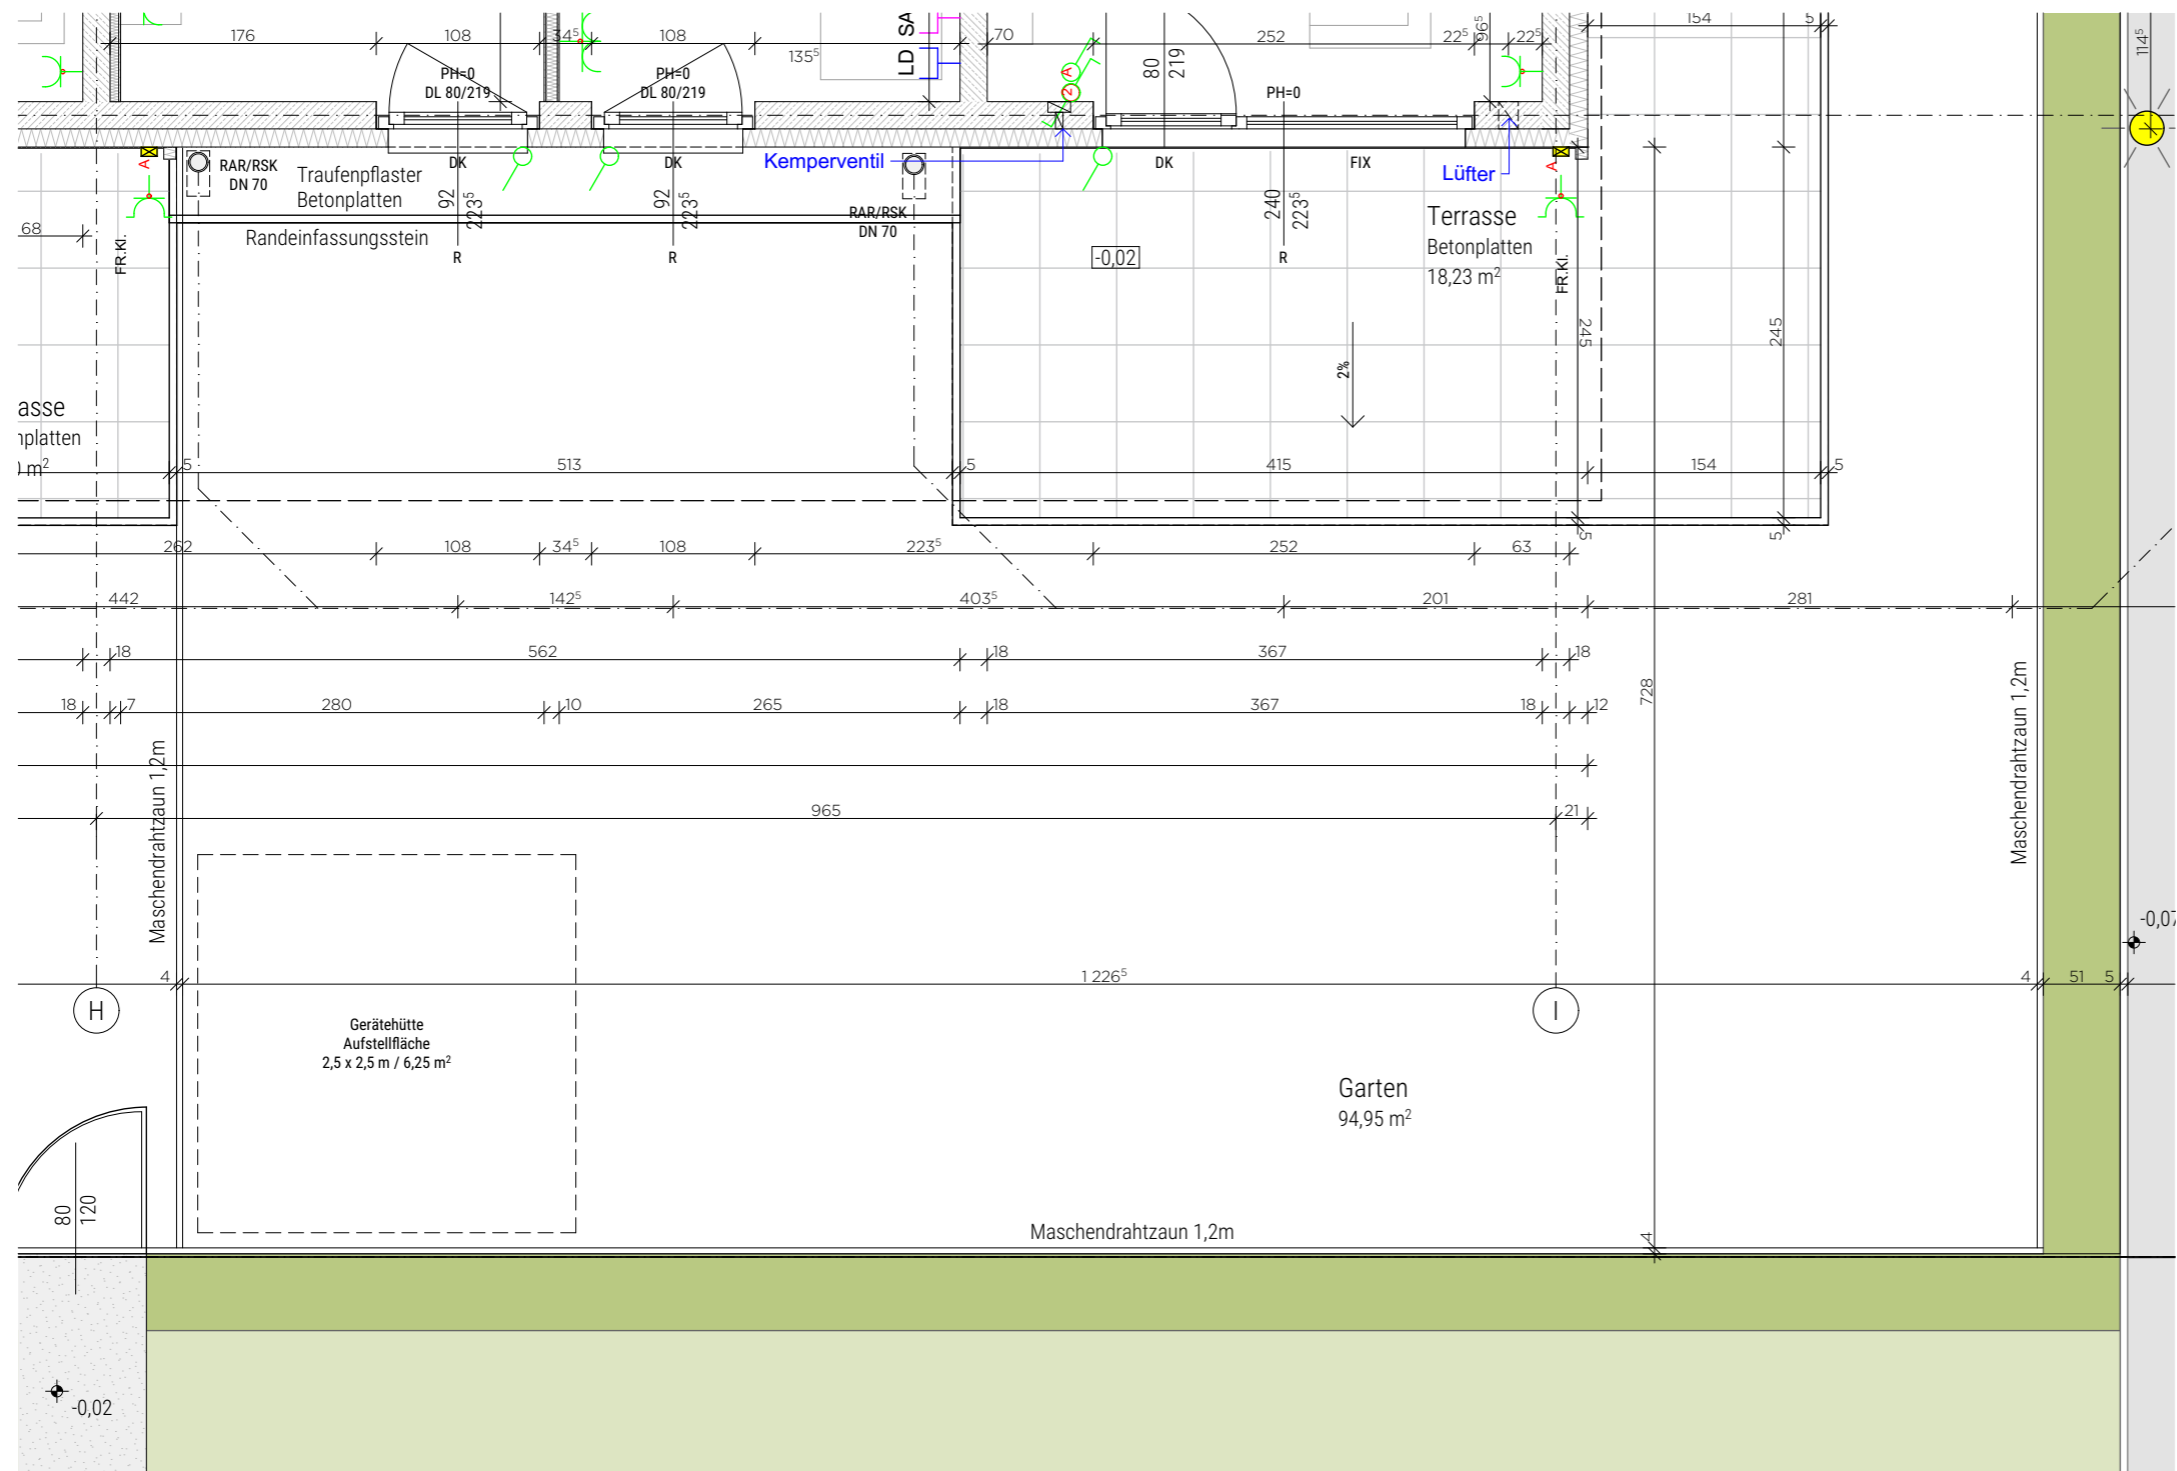 176
108
34⁵
108
135⁵
LD
SA
70
252
22⁵
96⁵
22⁵
154
5
114⁵
PH=0
DL 80/219
PH=0
DL 80/219
2 A
80
219
PH=0
A
RAR/RSK
DN 70
Traufenpflaster
Betonplatten
Randeinfassungsstein
DK
92
223⁵
R
DK
92
223⁵
R
Kemperventil
RAR/RSK
DN 70
DK
FIX
Lüfter
A
240
223⁵
R
-0,02
Terrasse
Betonplatten
18,23 m²
FR.Kl.
68
FR.Kl.
245
245
2%
asse
nplatten
m²
5
513
5
415
154
5
5
5
262
108
34⁵
108
223⁵
252
63
442
142⁵
403⁵
201
281
18
562
18
367
18
18
7
280
10
265
18
367
18
12
728
Maschendrahtzaun 1,2m
Maschendrahtzaun 1,2m
965
21
-0,07
4
1 226⁵
4
51
5
H
I
Gerätehütte
Aufstellfläche
2,5 x 2,5 m / 6,25 m²
Garten
94,95 m²
80
120
Maschendrahtzaun 1,2m
4
-0,02